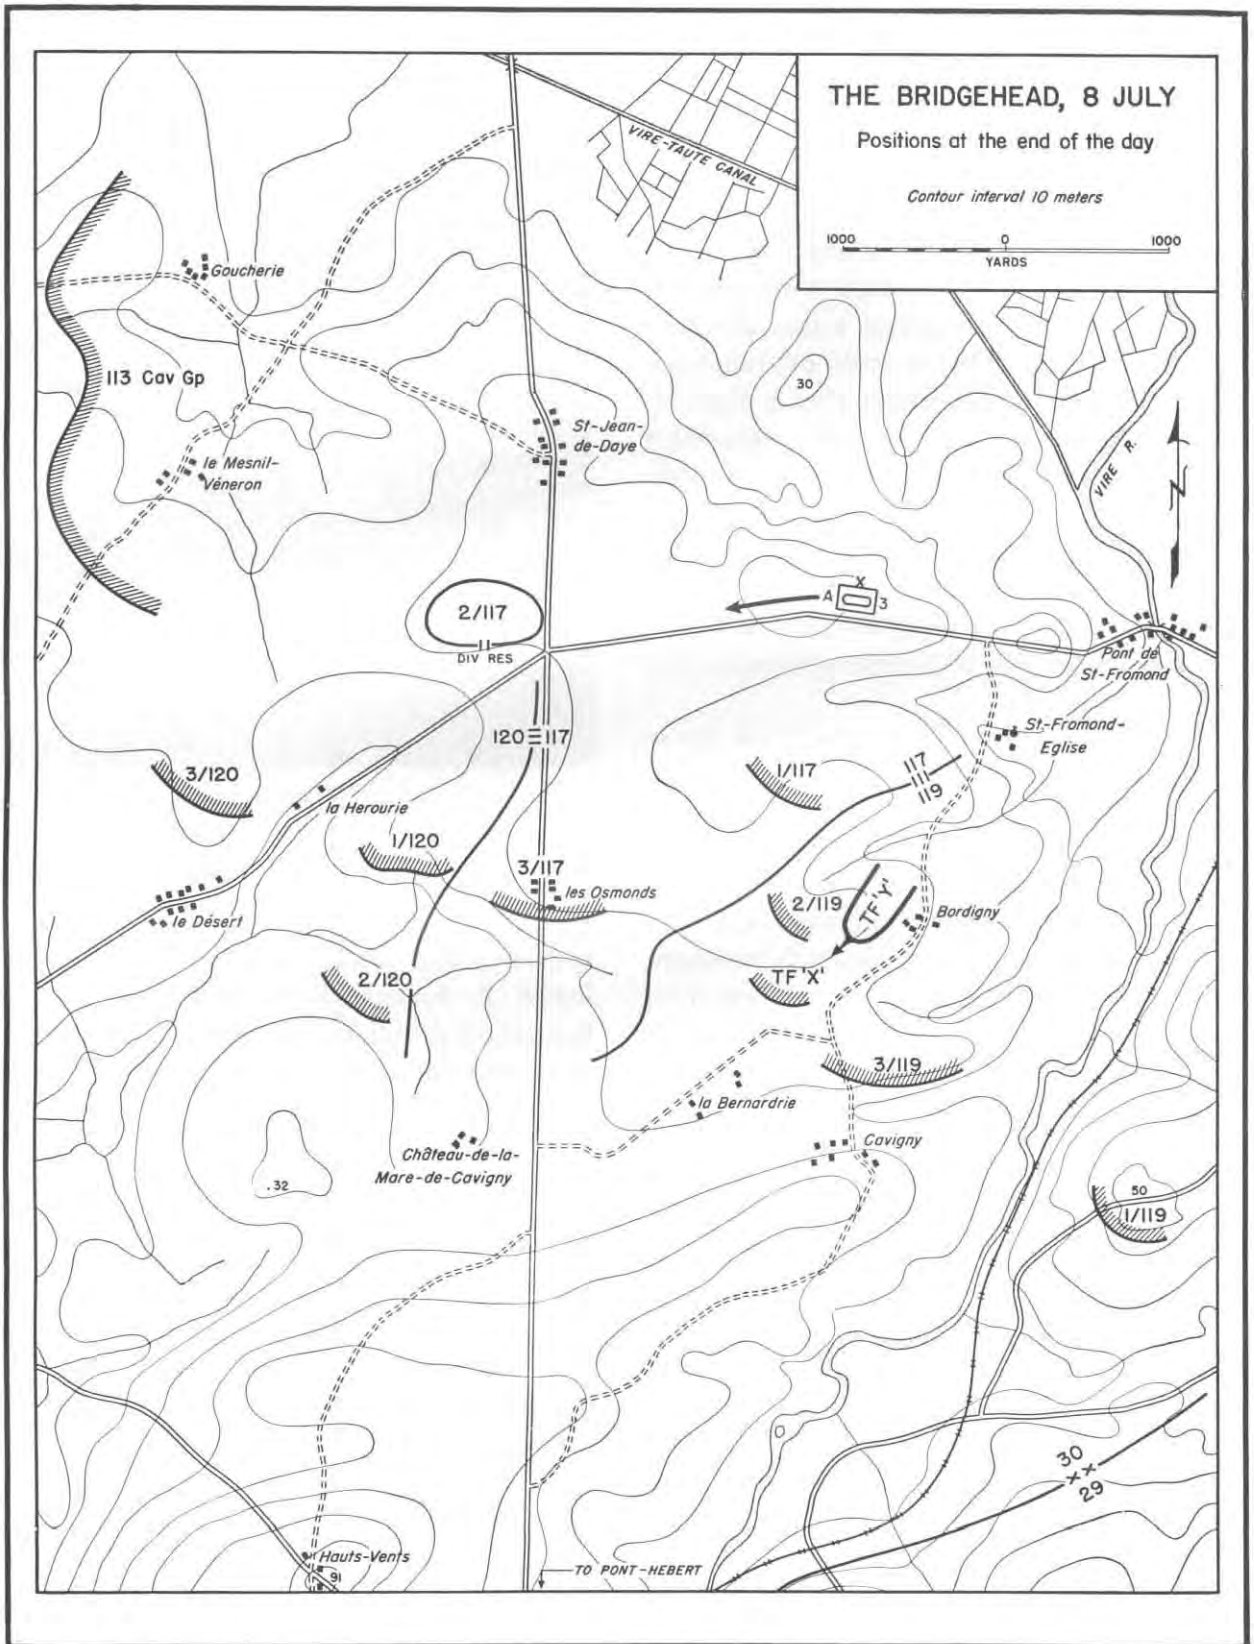 THE BRIDGEHEAD, 8 JULY
Positions at the end of the day
Contour interval 10 meters
1000 0 1000
YARDS
VIRE-TAUTE CANAL
Goucherie
113 Cav Gp
30
St-Jean-
de-Daye
le Mesnil-
Véneron
VIRE R.
N
2/117
DIV RES
A X 3
Pont de
St-Fromond
St-Fromond-
Eglise
120 117
117
119
3/120
1/117
la Herourie
1/120
3/117
les Osmonds
2/119
TF 'Y'
Bordigny
le Désert
2/120
TF 'X'
3/119
la Bernardrie
Cavigny
Château-de-la-
Mare-de-Cavigny
.32
50
1/119
30
XX
29
Hauts-Vents
91
TO PONT-HEBERT